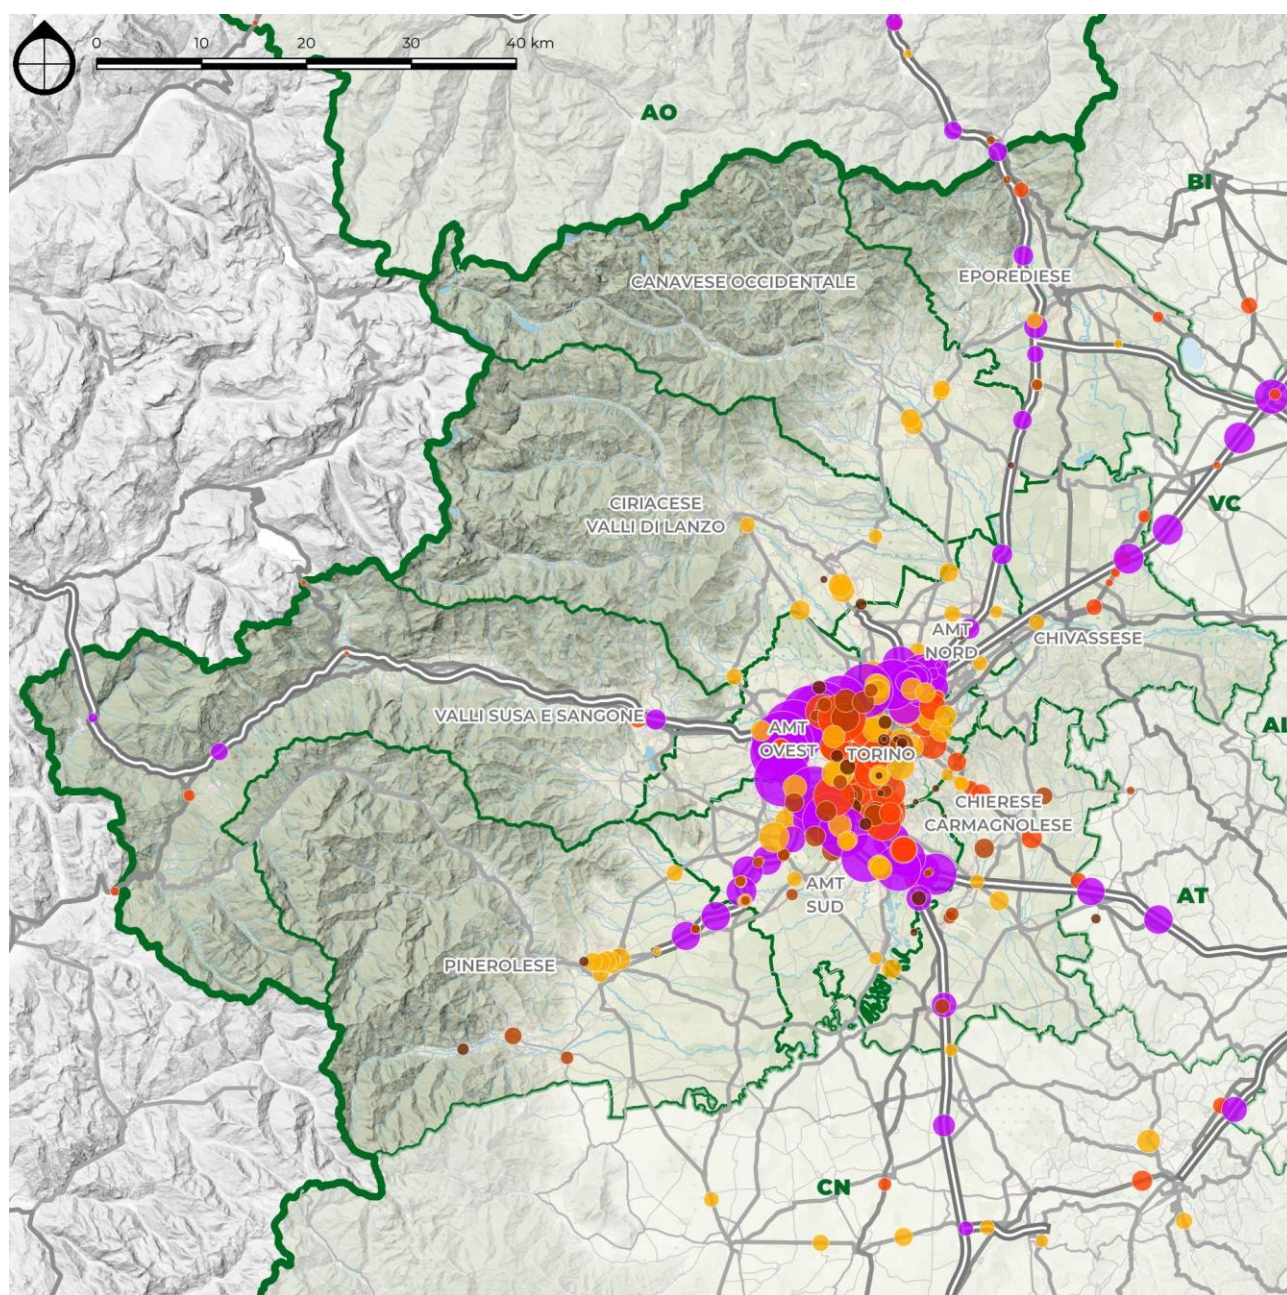 0 10 20 30 40 km
AO
BI
CANAVESE OCCIDENTALE
EPOREDIESE
CIRIACESE
VALLI DI LANZO
VC
AMT
NORD
CHIVASSESE
VALLI SUSA E SANGONE
AMT
OVEST
TORINO
AL
CHIERESE
CARMAGNOLESE
AMT
SUD
AT
PINEROLESE
CN